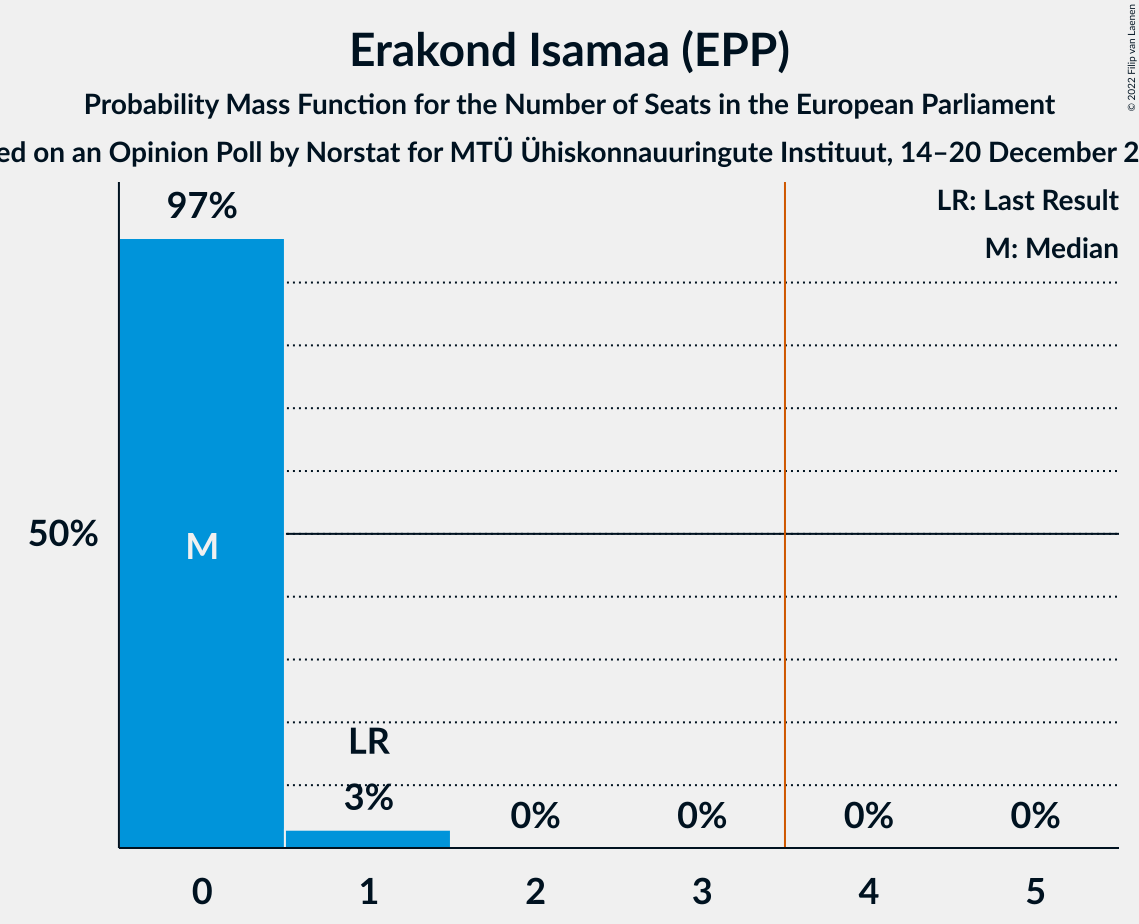 Erakond Isamaa (EPP)
Probability Mass Function for the Number of Seats in the European Parliament
on an Opinion Poll by Norstat for MTÜ Ühiskonnauuringute Instituut, 14–20 December
© 2022 Filip van Laenen
LR: Last Result
M: Median
97%
50%
M
LR
3%
0%
0%
0%
0%
0
1
2
3
4
5